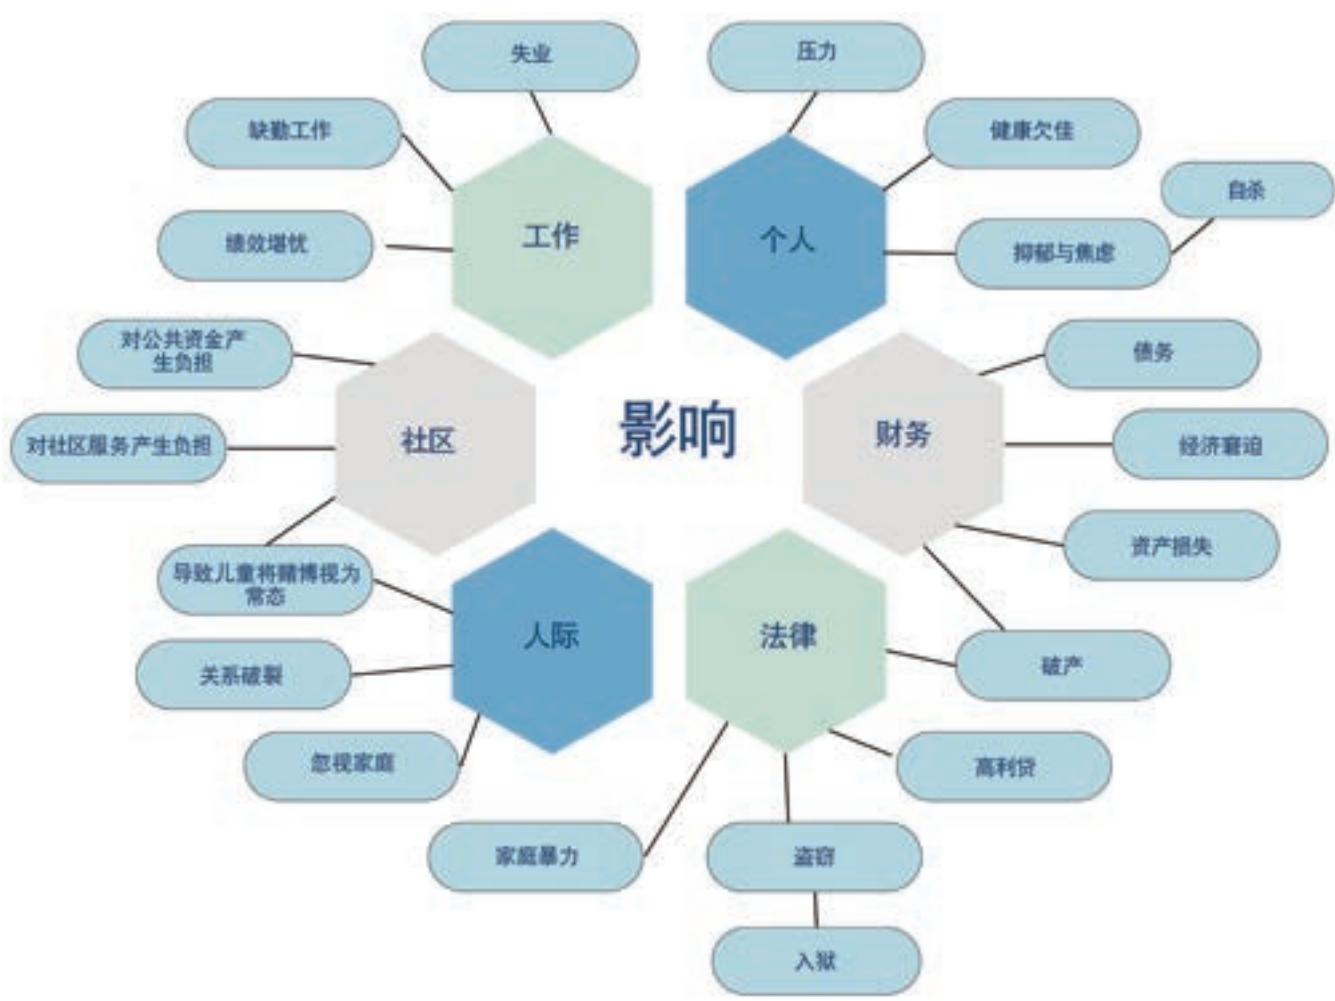 失业
压力
缺勤工作
健康欠佳
自杀
绩效堪忧
工作
个人
抑郁与焦虑
对公共资金产
生负担
债务
影响
对社区服务产生负担
社区
财务
经济窘迫
资产损失
导致儿童将赌博视为
常态
人际
法律
关系破裂
破产
忽视家庭
高利贷
家庭暴力
盗窃
入狱